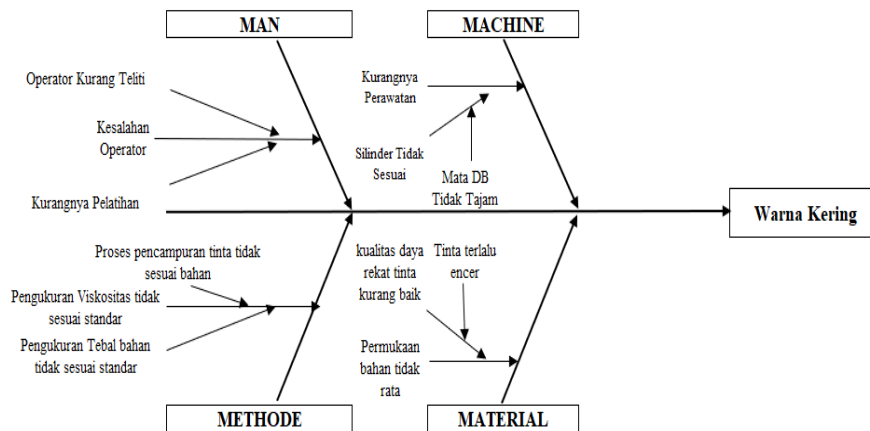 MAN
MACHINE
Operator Kurang Teliti
Kesalahan
Operator
Kurangnya Pelatihan
Kurangnya
Perawatan
Silinder Tidak
Sesuai
Mata DB
Tidak Tajam
Warna Kering
Proses pencampuran tinta tidak
sesuai bahan
Pengukuran Viskositas tidak
sesuai standar
Pengukuran Tebal bahan
tidak sesuai standar
kualitas daya
rekat tinta
kurang baik
Tinta terlalu
encer
Permukaan
bahan tidak
rata
METHODE
MATERIAL